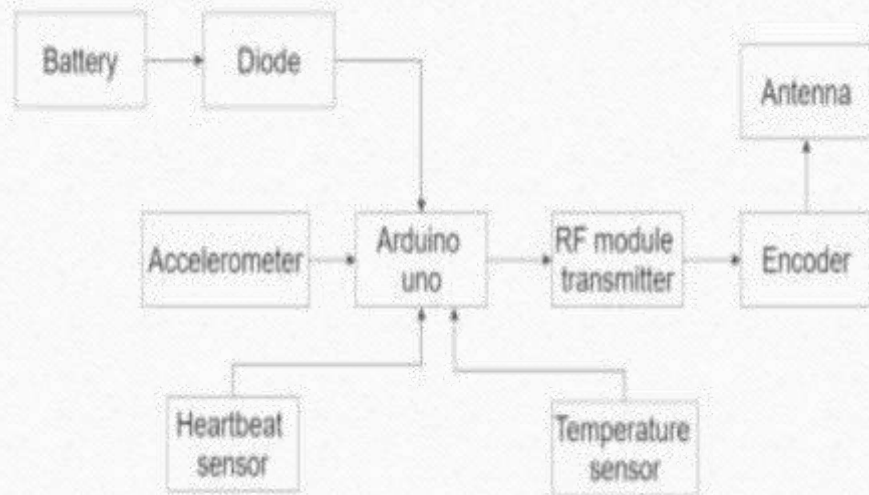 Battery
Diode
Antenna
Accelerometer
Arduino
uno
RF module
transmitter
Encoder
Heartbeat
sensor
Temperature
sensor